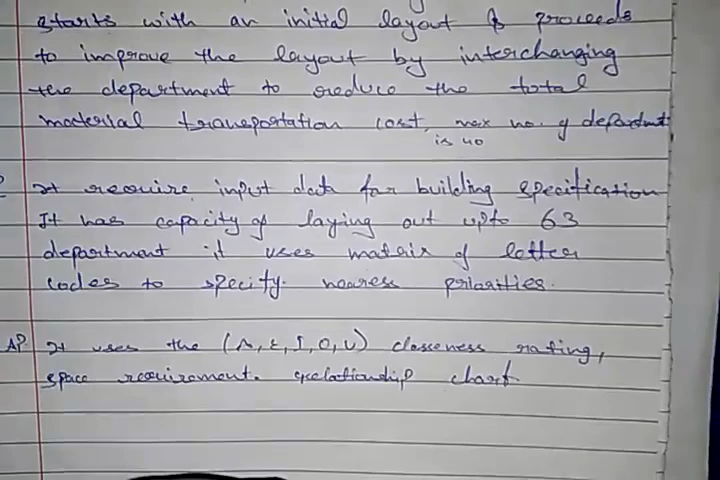 starts with an initial layout & proceeds
to improve the layout by interchanging
the department to reduce the total
material transportation cost, max no. of department
is 40
It require input data for building specification
It has capacity of laying out upto 63
department it uses matrix of letter
codes to specify nearess priorities.
AP It uses the (A, E, I, O, U) closeness rating,
space requirement. relationship chart